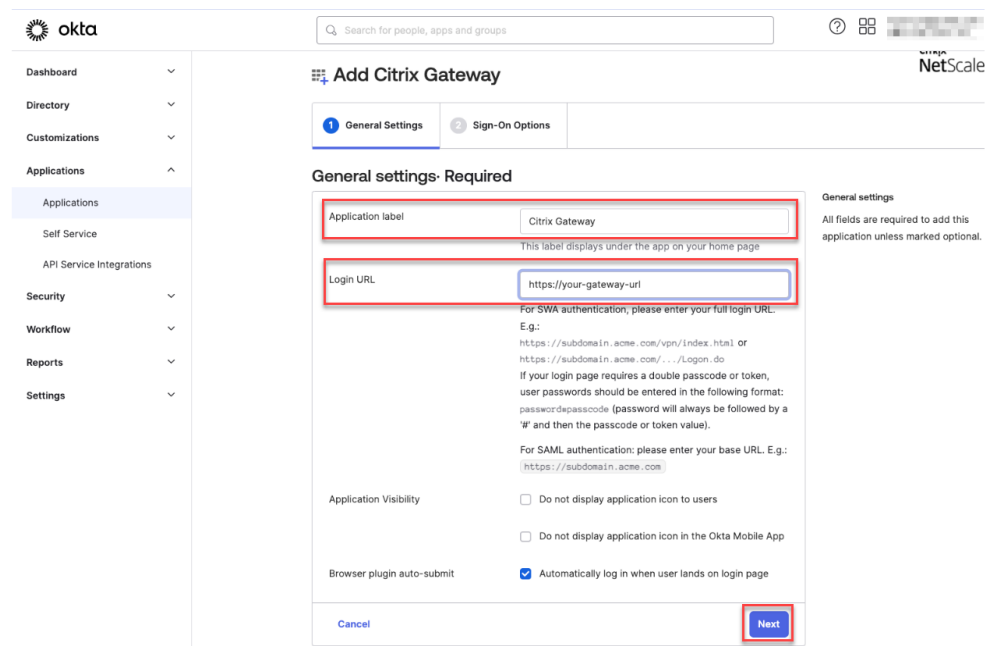 okta
Search for people, apps and groups
Dashboard
Directory
Customizations
Applications
Applications
Self Service
API Service Integrations
Security
Workflow
Reports
Settings
Add Citrix Gateway
citrix
NetScale
1 General Settings
2 Sign-On Options
General settings· Required
Application label
Citrix Gateway
This label displays under the app on your home page
Login URL
https://your-gateway-url
For SWA authentication, please enter your full login URL.
E.g.:
https://subdomain.acme.com/vpn/index.html or
https://subdomain.acme.com/.../Logon.do
If your login page requires a double passcode or token,
user passwords should be entered in the following format:
password#passcode (password will always be followed by a
'#' and then the passcode or token value).
For SAML authentication: please enter your base URL. E.g.:
https://subdomain.acme.com
Application Visibility
Do not display application icon to users
Do not display application icon in the Okta Mobile App
Browser plugin auto-submit
Automatically log in when user lands on login page
Cancel
Next
General settings
All fields are required to add this
application unless marked optional.